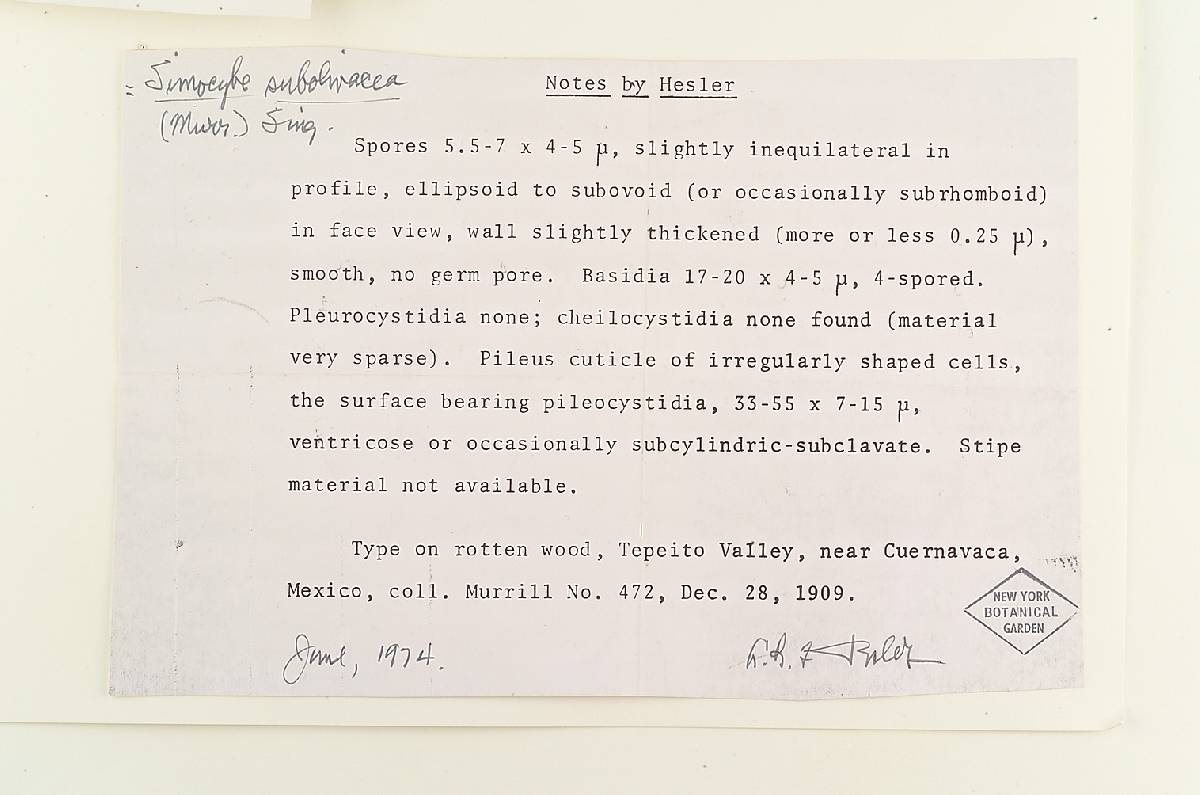 = Simocybe subolivacea
(Murr.) Sing.
Notes by Hesler
Spores 5.5-7 x 4-5 µ, slightly inequilateral in
profile, ellipsoid to subovoid (or occasionally subrhomboid)
in face view, wall slightly thickened (more or less 0.25 µ),
smooth, no germ pore. Basidia 17-20 x 4-5 µ, 4-spored.
Pleurocystidia none; cheilocystidia none found (material
very sparse). Pileus cuticle of irregularly shaped cells,
the surface bearing pileocystidia, 33-55 x 7-15 µ,
ventricose or occasionally subcylindric-subclavate. Stipe
material not available.
Type on rotten wood, Tepeito Valley, near Cuernavaca,
Mexico, coll. Murrill No. 472, Dec. 28, 1909.
June, 1974.
L.R. Hesler
NEW YORK
BOTANICAL
GARDEN